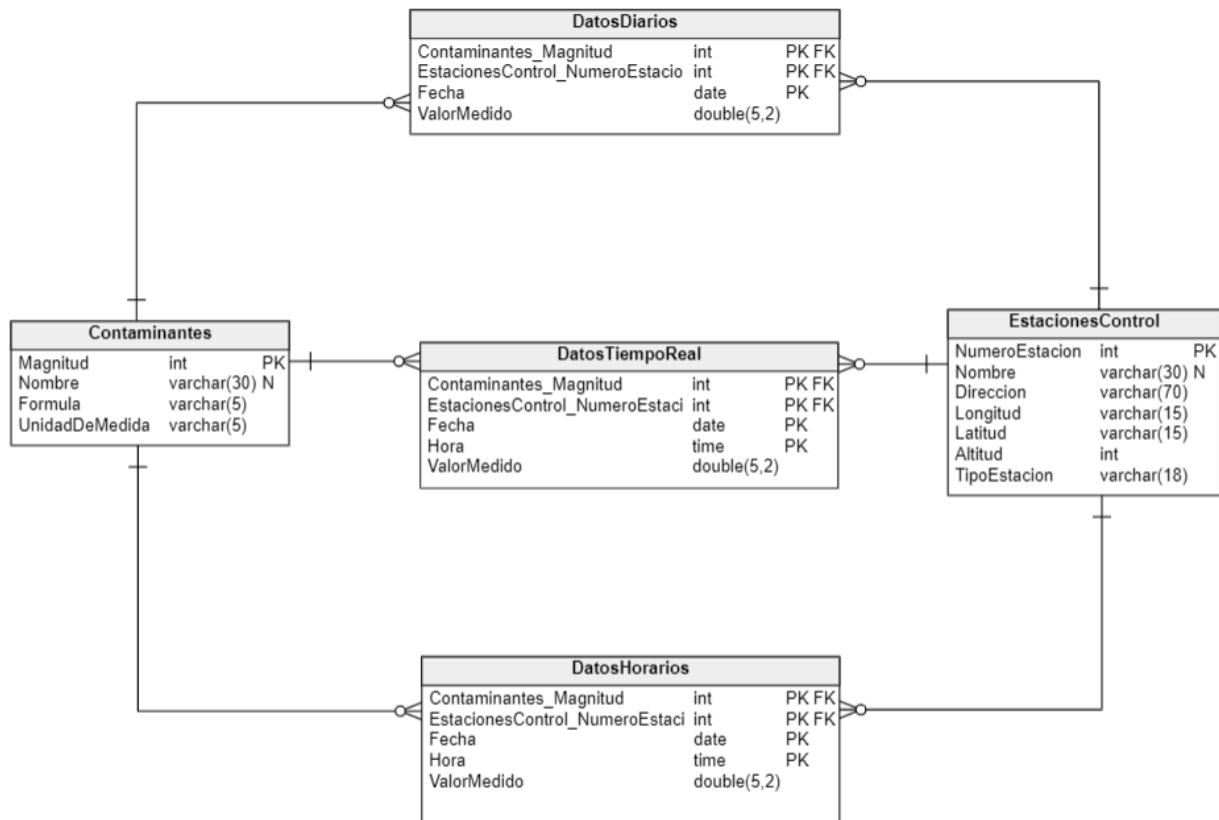 DatosDiarios
Contaminantes_Magnitud int PK FK
EstacionesControl_NumeroEstacio int PK FK
Fecha date PK
ValorMedido double(5,2)
Contaminantes
Magnitud int PK
Nombre varchar(30) N
Formula varchar(5)
UnidadDeMedida varchar(5)
DatosTiempoReal
Contaminantes_Magnitud int PK FK
EstacionesControl_NumeroEstaci int PK FK
Fecha date PK
Hora time PK
ValorMedido double(5,2)
EstacionesControl
NumeroEstacion int PK
Nombre varchar(30) N
Direccion varchar(70)
Longitud varchar(15)
Latitud varchar(15)
Altitud int
TipoEstacion varchar(18)
DatosHorarios
Contaminantes_Magnitud int PK FK
EstacionesControl_NumeroEstaci int PK FK
Fecha date PK
Hora time PK
ValorMedido double(5,2)